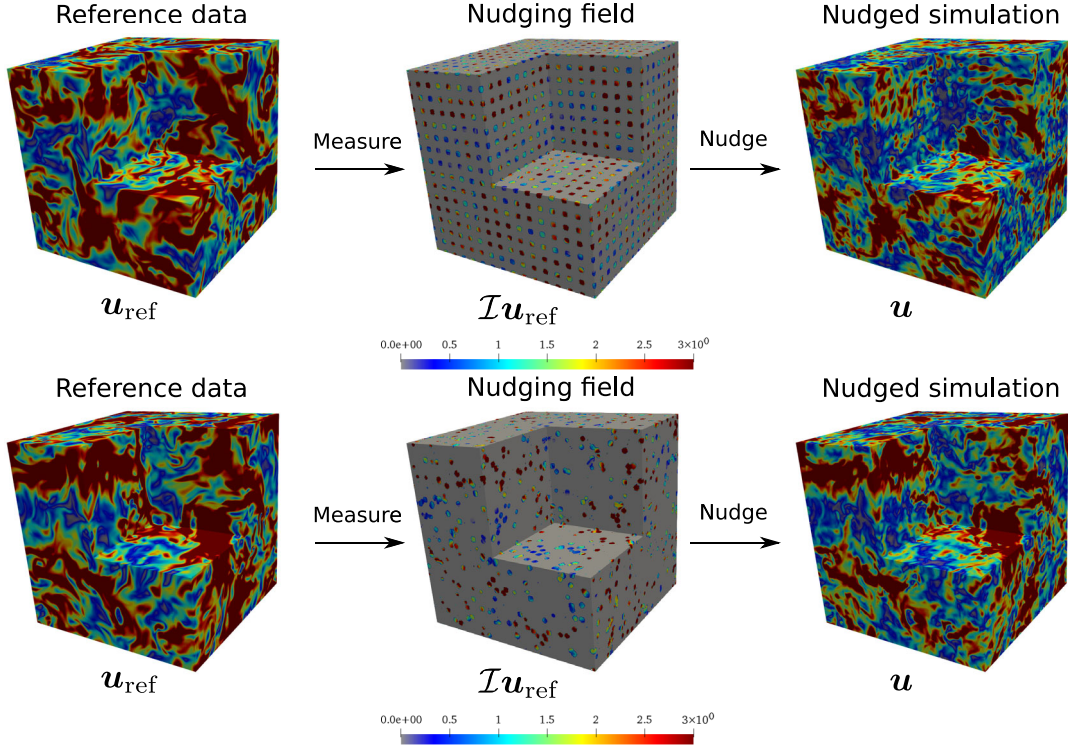 Reference data Nudging field Nudged simulation
Measure Nudge
𝒖ref 𝓘𝒖ref 𝒖
0.0e+00 0.5 1 1.5 2 2.5 3×10⁰
Reference data Nudging field Nudged simulation
Measure Nudge
𝒖ref 𝓘𝒖ref 𝒖
0.0e+00 0.5 1 1.5 2 2.5 3×10⁰